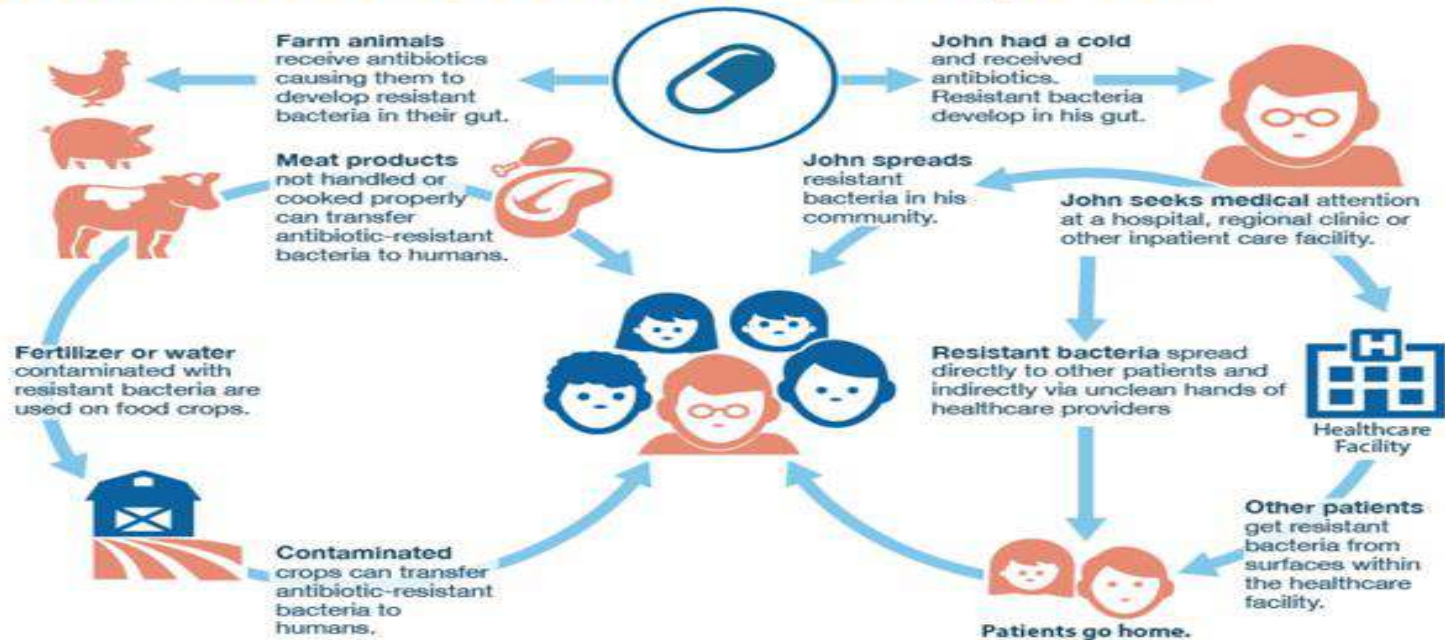 Farm animals
receive antibiotics
causing them to
develop resistant
bacteria in their gut.
John had a cold
and received
antibiotics.
Resistant bacteria
develop in his gut.
Meat products
not handled or
cooked properly
can transfer
antibiotic-resistant
bacteria to humans.
John spreads
resistant
bacteria in his
community.
John seeks medical attention
at a hospital, regional clinic or
other inpatient care facility.
Fertilizer or water
contaminated with
resistant bacteria are
used on food crops.
Resistant bacteria spread
directly to other patients and
indirectly via unclean hands of
healthcare providers
H
Healthcare
Facility
Contaminated
crops can transfer
antibiotic-resistant
bacteria to
humans.
Other patients
get resistant
bacteria from
surfaces within
the healthcare
facility.
Patients go home.